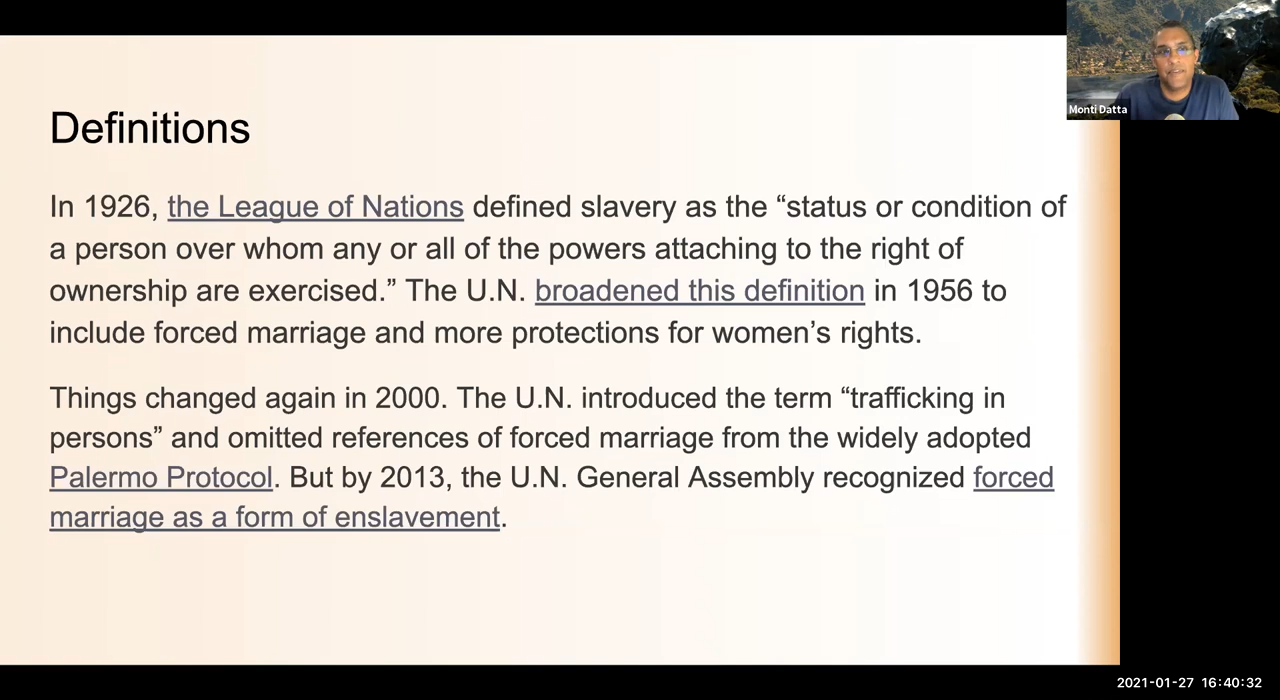 Monti Datta
Definitions
In 1926, the League of Nations defined slavery as the “status or condition of
a person over whom any or all of the powers attaching to the right of
ownership are exercised.” The U.N. broadened this definition in 1956 to
include forced marriage and more protections for women’s rights.
Things changed again in 2000. The U.N. introduced the term “trafficking in
persons” and omitted references of forced marriage from the widely adopted
Palermo Protocol. But by 2013, the U.N. General Assembly recognized forced
marriage as a form of enslavement.
2021-01-27 16:40:32